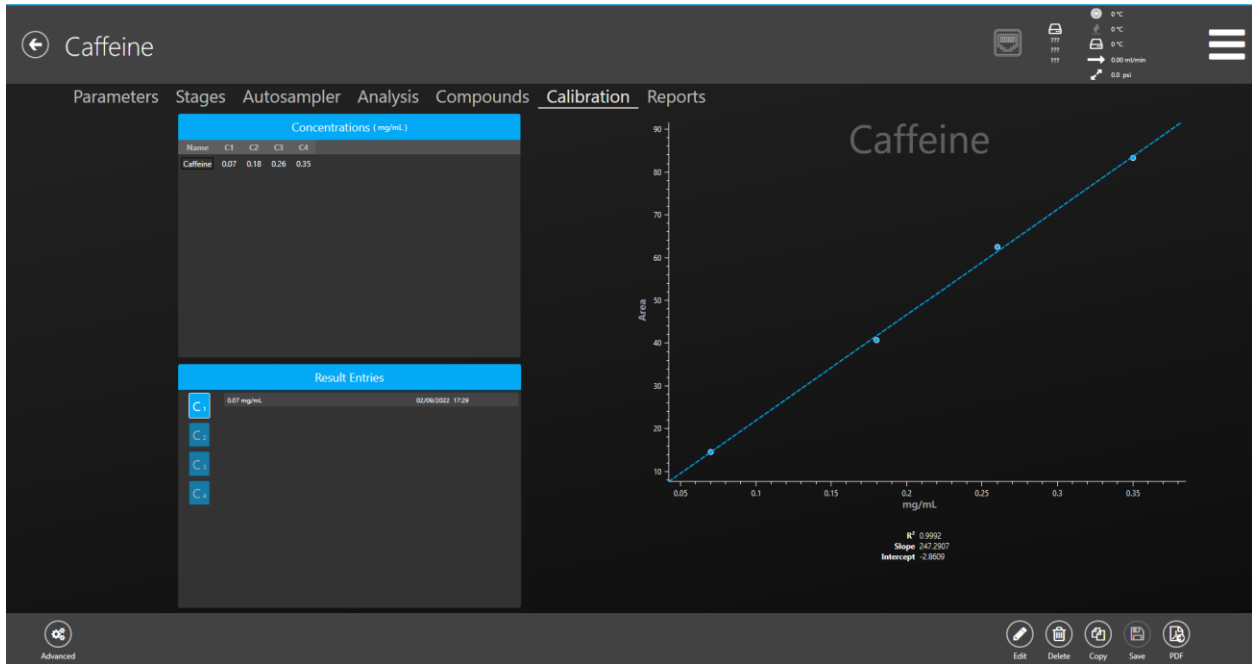 Caffeine
???
???
???
0 °C
0 °C
0 °C
0.00 ml/min
0.0 psi
Parameters Stages Autosampler Analysis Compounds Calibration Reports
Concentrations ( mg/mL )
Name C1 C2 C3 C4
Caffeine 0.07 0.18 0.26 0.35
Result Entries
C1 0.07 mg/mL 02/06/2022 17:29
C2
C3
C4
Caffeine
90
80
70
60
50
40
30
20
10
Area
0.05 0.1 0.15 0.2 0.25 0.3 0.35
mg/mL
R² 0.9992
Slope 247.2907
Intercept -2.8609
Advanced
Edit Delete Copy Save PDF